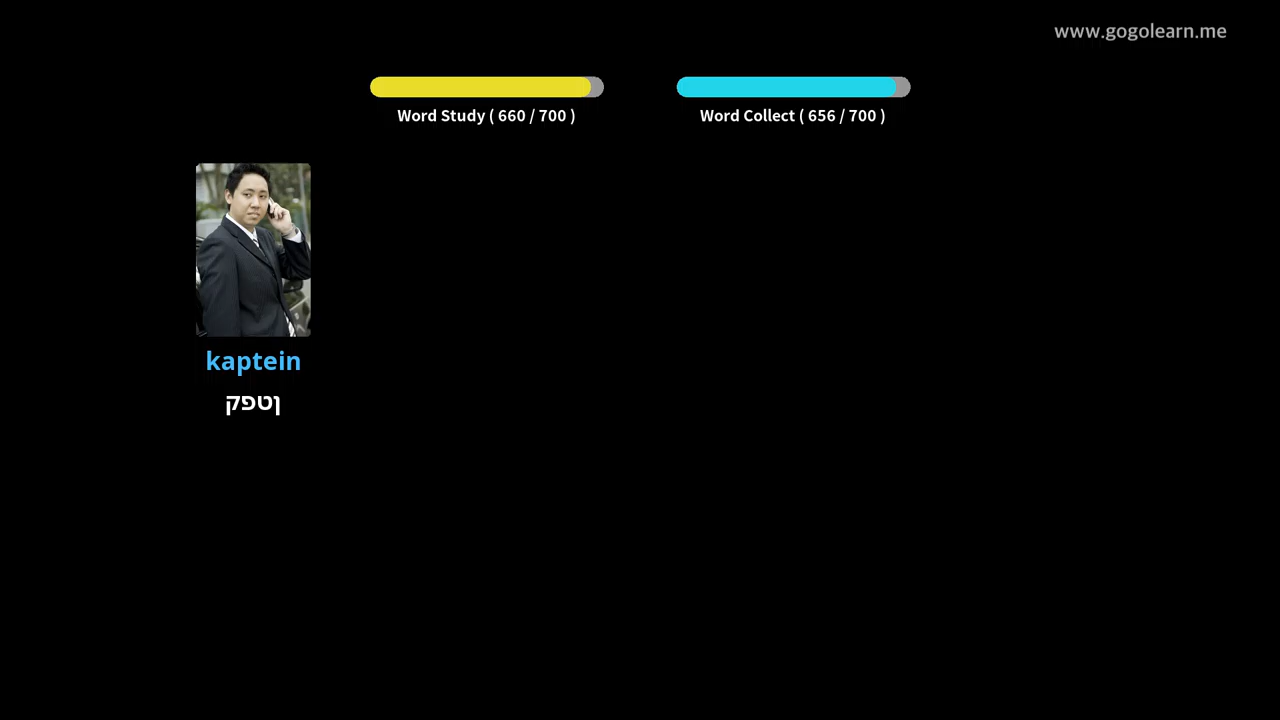 www.gogolearn.me
Word Study ( 660 / 700 )
Word Collect ( 656 / 700 )
kaptein
קפטן